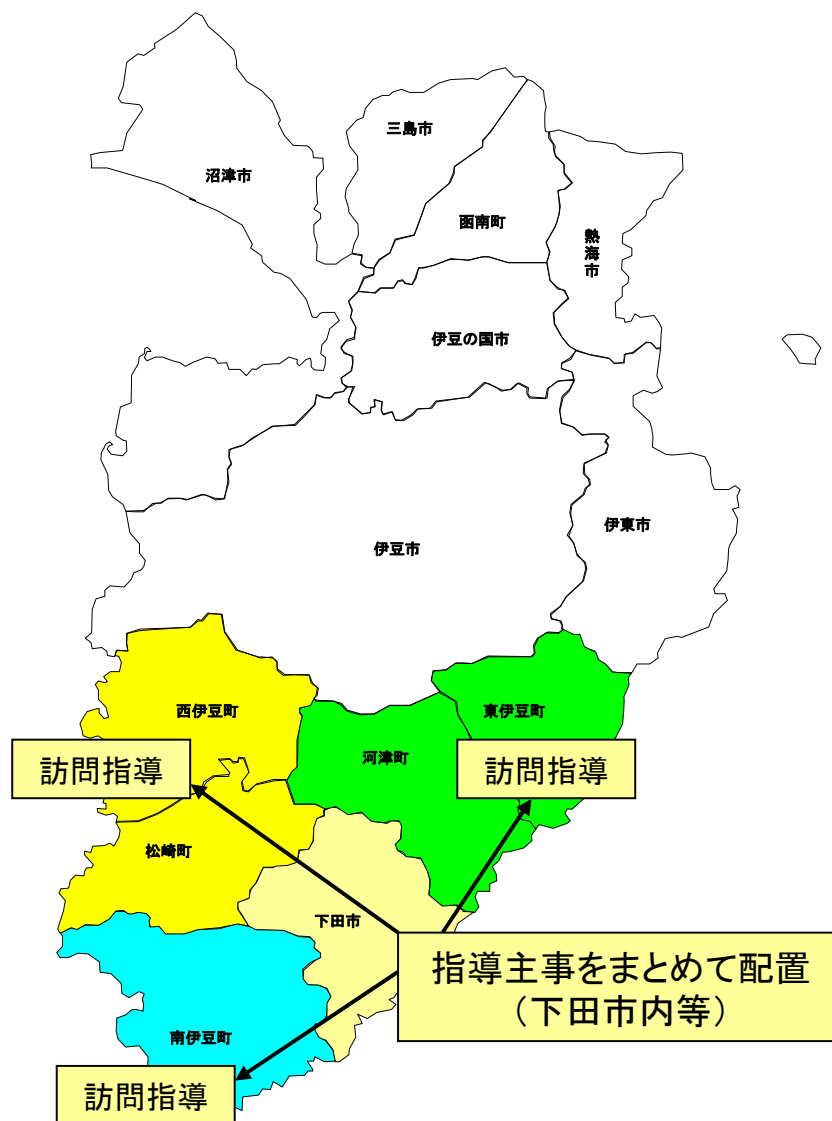 三島市
沼津市
函南町
熱海市
伊豆の国市
伊東市
伊豆市
西伊豆町
東伊豆町
河津町
訪問指導
訪問指導
松崎町
下田市
指導主事をまとめて配置
（下田市内等）
南伊豆町
訪問指導